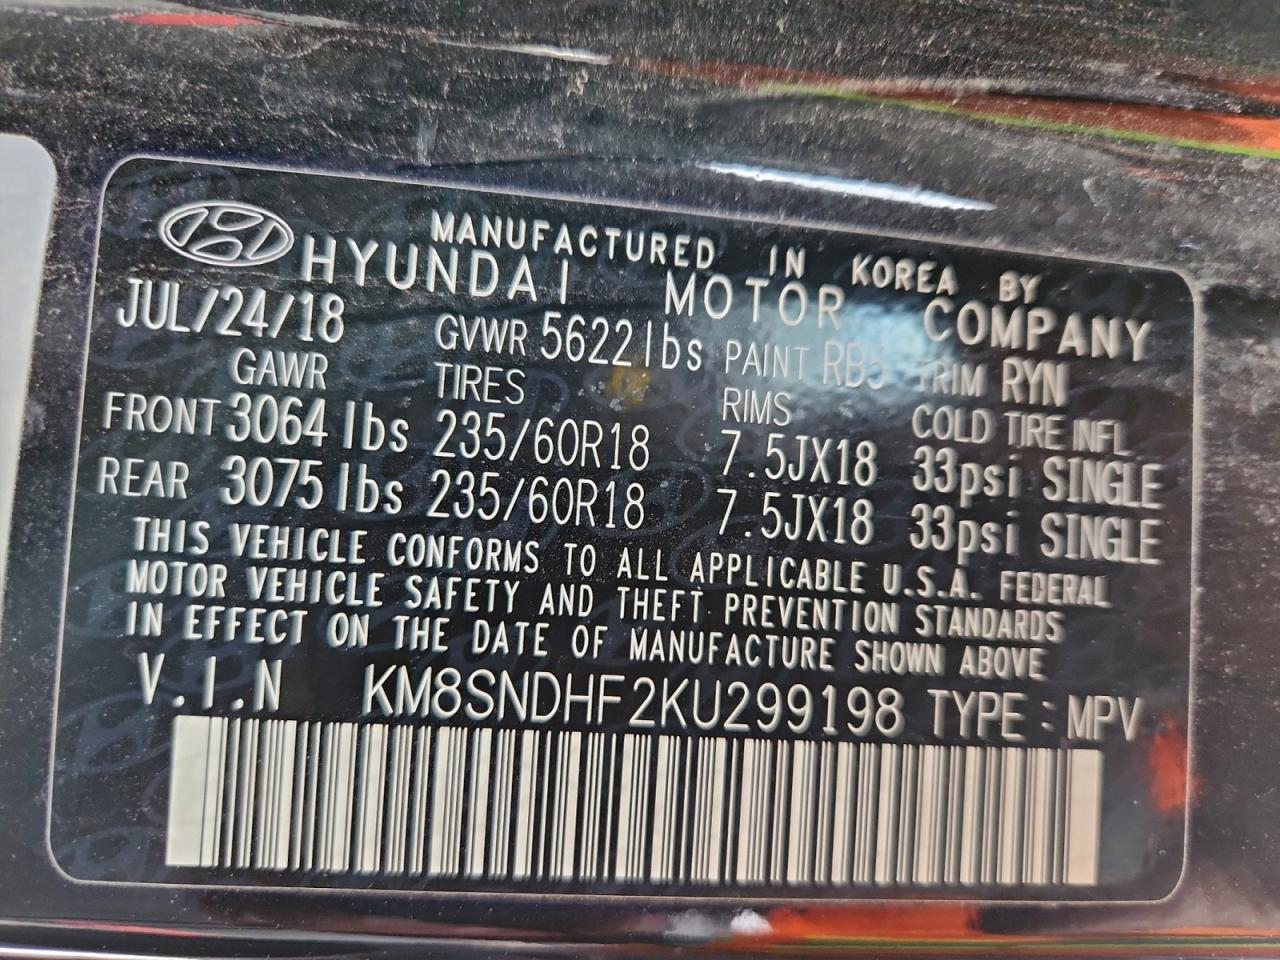 MANUFACTURED IN KOREA BY
HYUNDAI MOTOR COMPANY
JUL/24/18 GVWR 5622lbs PAINT RB5 TRIM RYN
GAWR TIRES RIMS COLD TIRE INFL.
FRONT 3064 lbs 235/60R18 7.5JX18 33psi SINGLE
REAR 3075 lbs 235/60R18 7.5JX18 33psi SINGLE
THIS VEHICLE CONFORMS TO ALL APPLICABLE U.S.A. FEDERAL
MOTOR VEHICLE SAFETY AND THEFT PREVENTION STANDARDS
IN EFFECT ON THE DATE OF MANUFACTURE SHOWN ABOVE
V.I.N KM8SNDHF2KU299198 TYPE : MPV